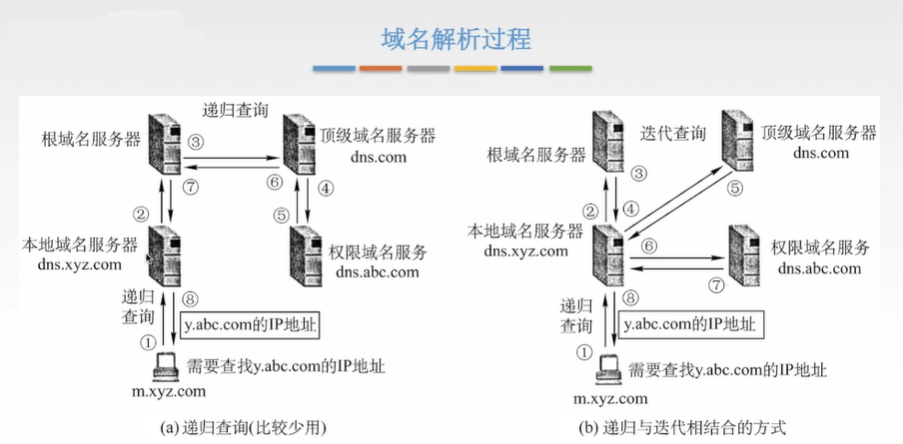 域名解析过程
递归查询
根域名服务器
③
顶级域名服务器
dns.com
⑦
⑥
④
②
⑤
本地域名服务器
dns.xyz.com
权限域名服务
dns.abc.com
递归
查询
⑧
y.abc.com的IP地址
①
需要查找y.abc.com的IP地址
m.xyz.com
(a) 递归查询(比较少用)
迭代查询
根域名服务器
③
顶级域名服务器
dns.com
②
④
⑤
本地域名服务器
dns.xyz.com
⑥
权限域名服务
dns.abc.com
⑦
递归
查询
⑧
y.abc.com的IP地址
①
需要查找y.abc.com的IP地址
m.xyz.com
(b) 递归与迭代相结合的方式